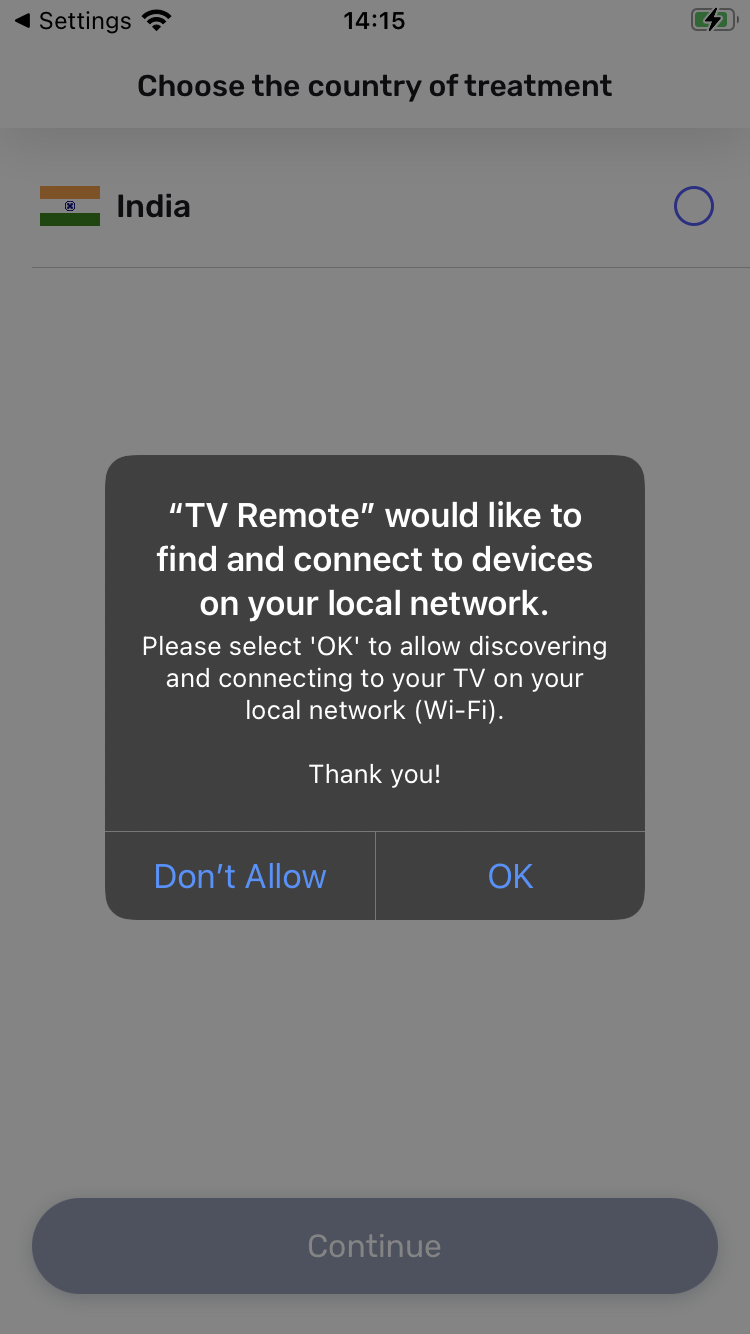 Settings
14:15
Choose the country of treatment
India
“TV Remote” would like to
find and connect to devices
on your local network.
Please select 'OK' to allow discovering
and connecting to your TV on your
local network (Wi-Fi).
Thank you!
Don’t Allow
OK
Continue